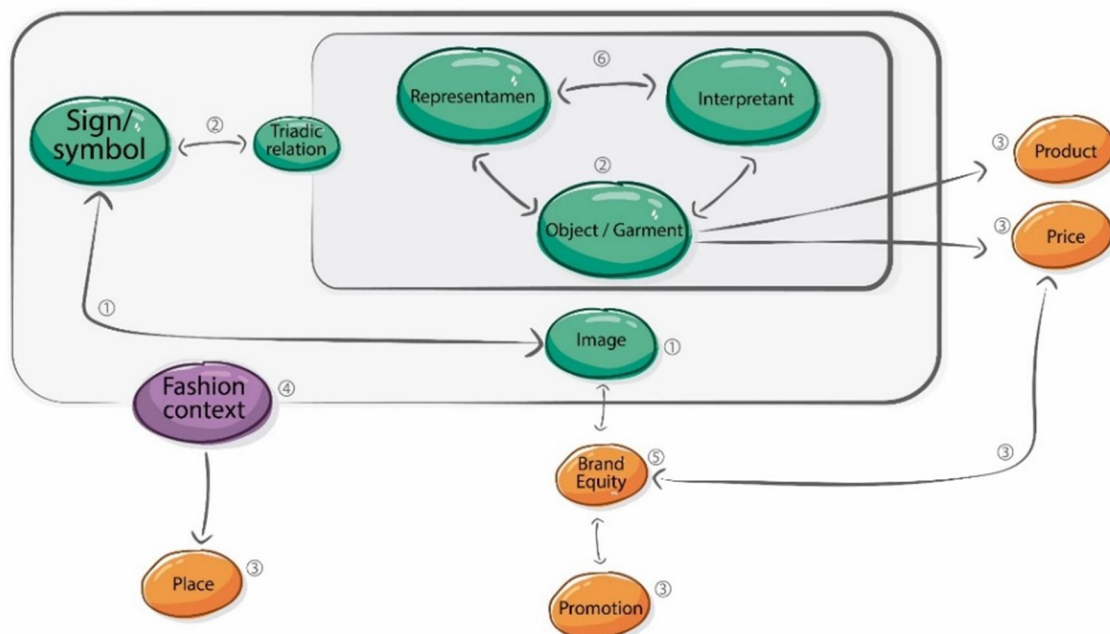 ⑥
Representamen
Interpretant
Sign/
symbol
②
Triadic
relation
③
Product
②
Object / Garment
③
Price
①
Image
①
Fashion
context
④
③
Brand
Equity
⑤
Place
③
Promotion
③